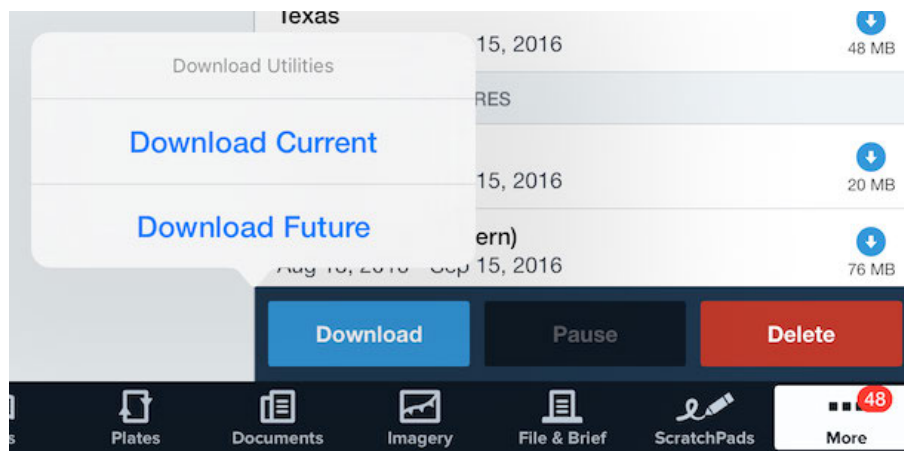 Texas
15, 2016
48 MB
Download Utilities
RES
Download Current
15, 2016
20 MB
Download Future
ern)
15, 2016
76 MB
Download
Pause
Delete
s
Plates
Documents
Imagery
File & Brief
ScratchPads
48
More